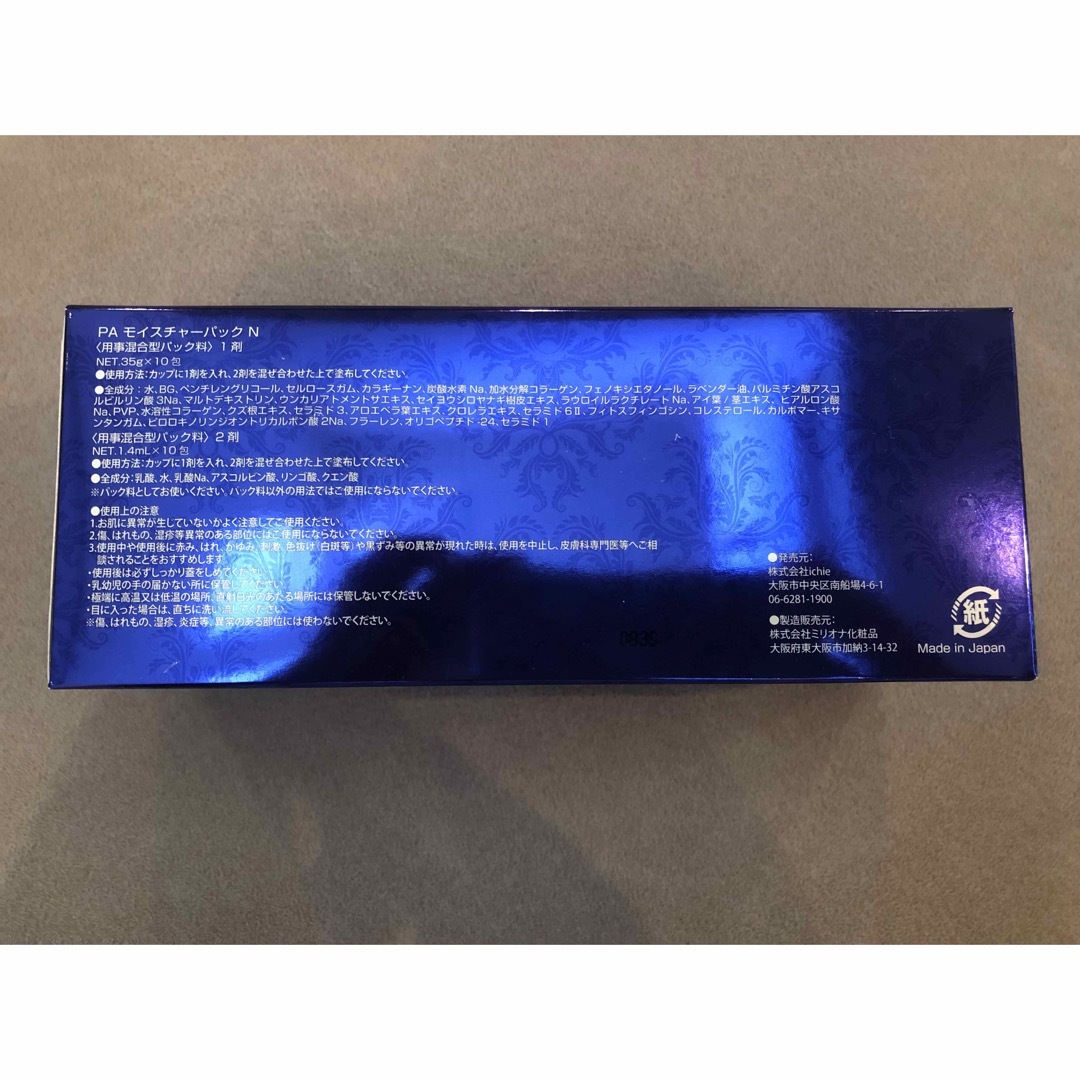 PA モイスチャーパック N
〈用事混合型パック料〉1 剤
NET.35g×10 包
●使用方法：カップに1剤を入れ、2剤を混ぜ合わせた上で塗布してください。
●全成分：水、BG、ペンチレングリコール、セルロースガム、カラギーナン、炭酸水素 Na、加水分解コラーゲン、フェノキシエタノール、ラベンダー油、パルミチン酸アスコ
ルビルリン酸 3Na、マルトデキストリン、ウンカリアトメントサエキス、セイヨウシロヤナギ樹皮エキス、ラウロイルラクチレート Na、アイ葉 / 茎エキス、ヒアルロン酸
Na、PVP、水溶性コラーゲン、クズ根エキス、セラミド 3、アロエベラ葉エキス、クロレラエキス、セラミド 6Ⅱ、フィトスフィンゴシン、コレステロール、カルボマー、キサ
ンタンガム、ピロロキノリンジオントリカルボン酸 2Na、フラーレン、オリゴペプチド -24、セラミド 1
〈用事混合型パック料〉2 剤
NET.1.4mL×10 包
●使用方法：カップに1剤を入れ、2剤を混ぜ合わせた上で塗布してください。
●全成分：乳酸、水、乳酸Na、アスコルビン酸、リンゴ酸、クエン酸
※パック料としてお使いください。パック料以外の用法ではご使用にならないでください。
●使用上の注意
1.お肌に異常が生していないかよく注意してご使用ください。
2.傷、はれもの、湿疹等異常のある部位にはご使用にならないでください。
3.使用中や使用後に赤み、はれ、かゆみ、刺激、色抜け（白斑等）や黒ずみ等の異常が現れた時は、使用を中止し、皮膚科専門医等へご相
談されることをおすすめします。
・使用後は必ずしっかり蓋をしめてください。
・乳幼児の手の届かない所に保管してください。
・極端に高温又は低温の場所、直射日光のあたる場所には保管しないでください。
・目に入った場合は、直ちに洗い流してください。
※傷、はれもの、湿疹、炎症等、異常のある部位には使わないでください。
●発売元：
株式会社ichie
大阪市中央区南船場4-6-1
06-6281-1900
●製造販売元：
株式会社ミリオナ化粧品
大阪府東大阪市加納3-14-32
紙
Made in Japan